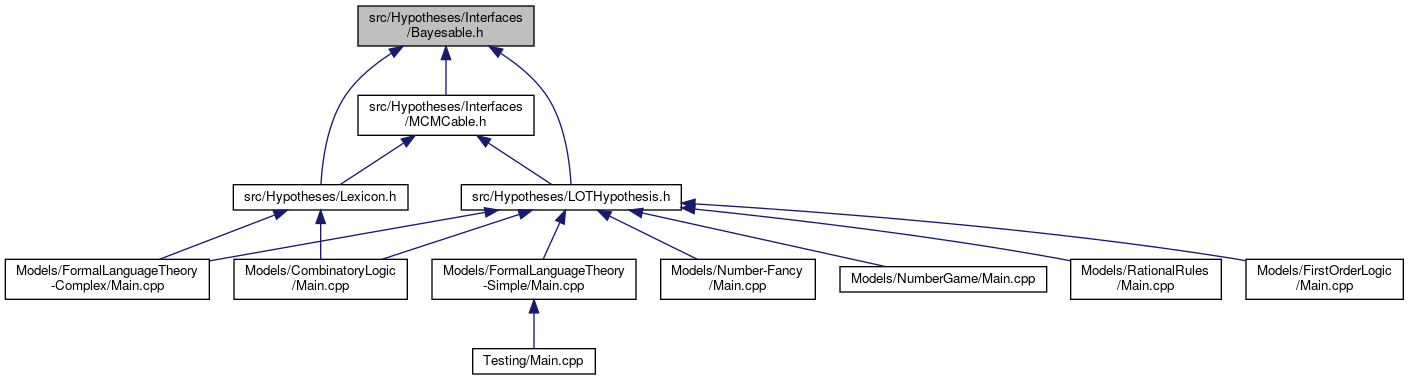 src/Hypotheses/Interfaces
/Bayesable.h
src/Hypotheses/Interfaces
/MCMCable.h
src/Hypotheses/Lexicon.h
src/Hypotheses/LOTHypothesis.h
Models/FormalLanguageTheory
-Complex/Main.cpp
Models/CombinatoryLogic
/Main.cpp
Models/FormalLanguageTheory
-Simple/Main.cpp
Models/Number-Fancy
/Main.cpp
Models/NumberGame/Main.cpp
Models/RationalRules
/Main.cpp
Models/FirstOrderLogic
/Main.cpp
Testing/Main.cpp